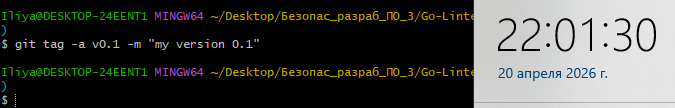 Iliya@DESKTOP-24EENT1 MINGW64 ~/Desktop/Безопас_разраб_ПО_3/Go-Linte
)
$ git tag -a v0.1 -m "my version 0.1"
Iliya@DESKTOP-24EENT1 MINGW64 ~/Desktop/Безопас_разраб_ПО_3/Go-Linte
)
$
22:01:30
20 апреля 2026 г.